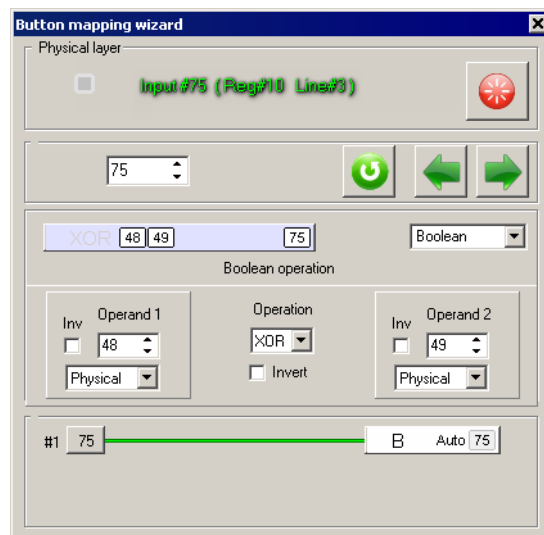 Button mapping wizard
Physical layer
Input#75 (Reg#10 Line#3)
75
XOR 48 49 75 Boolean
Boolean operation
Operand 1 Operation Operand 2
Inv Inv
48 XOR 49
Physical Invert Physical
#1 75 B Auto 75